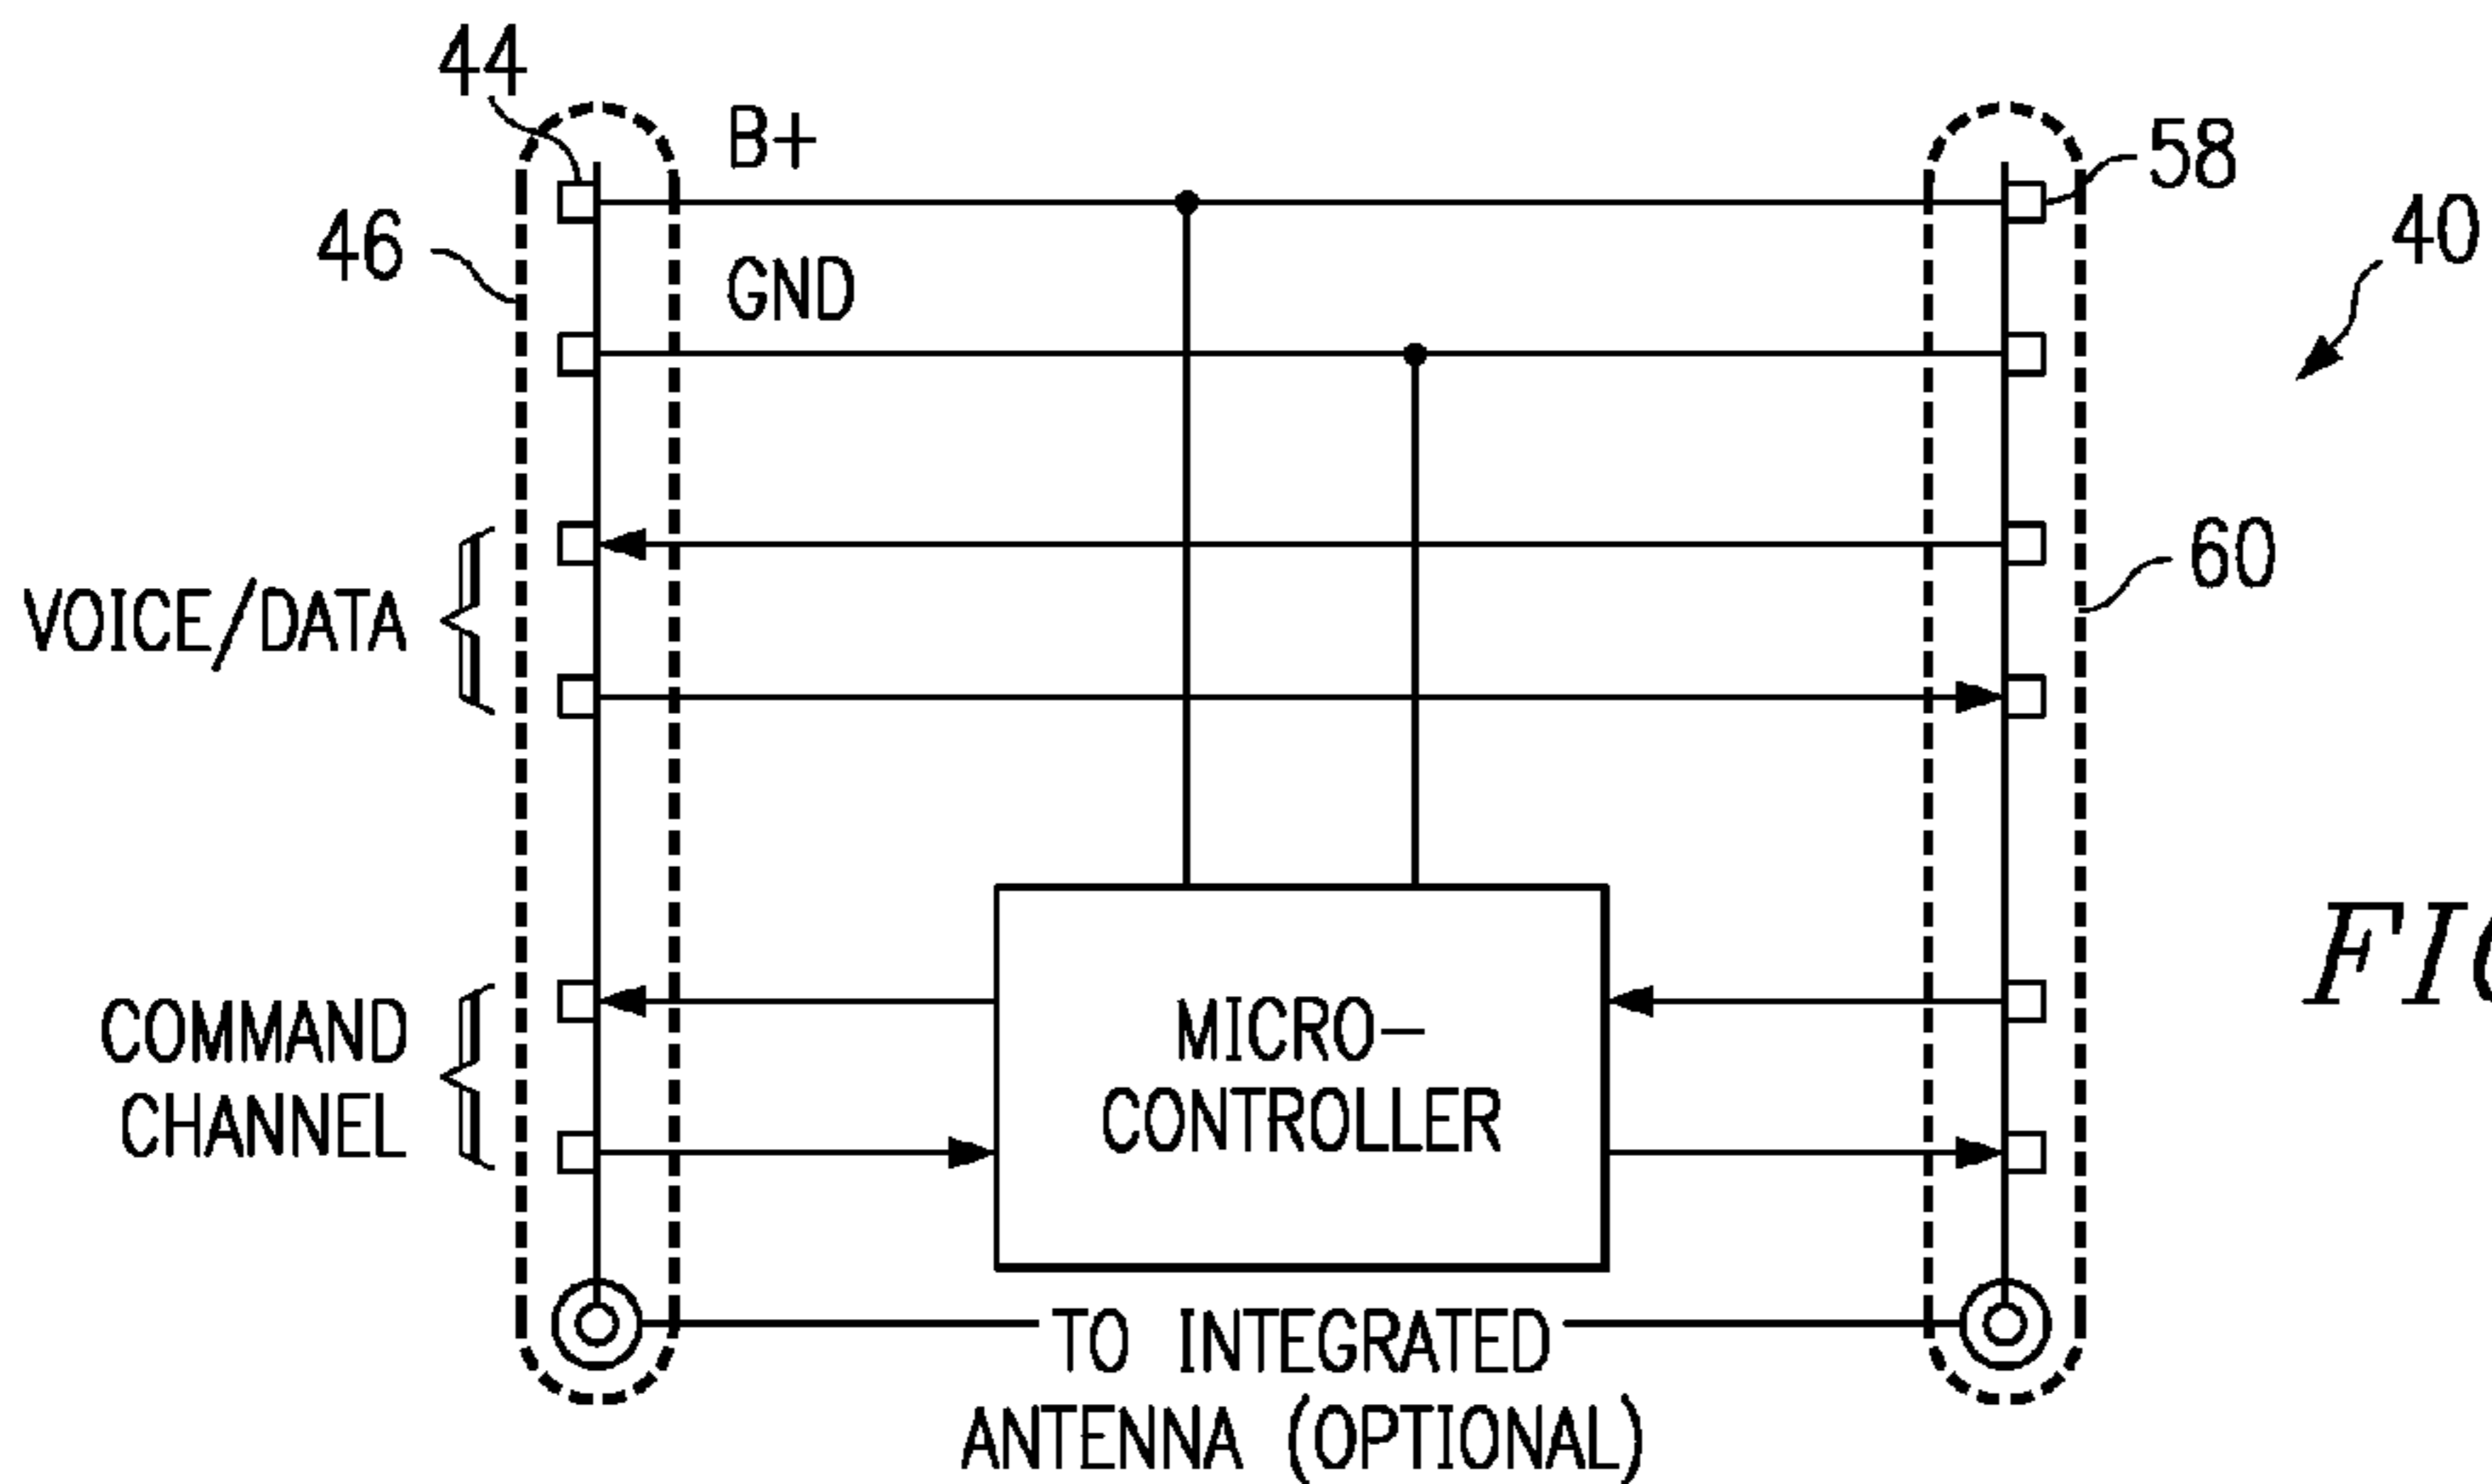 44
B+
58
46
40
GND
VOICE/DATA
60
COMMAND
CHANNEL
MICRO-
CONTROLLER
TO INTEGRATED
ANTENNA (OPTIONAL)